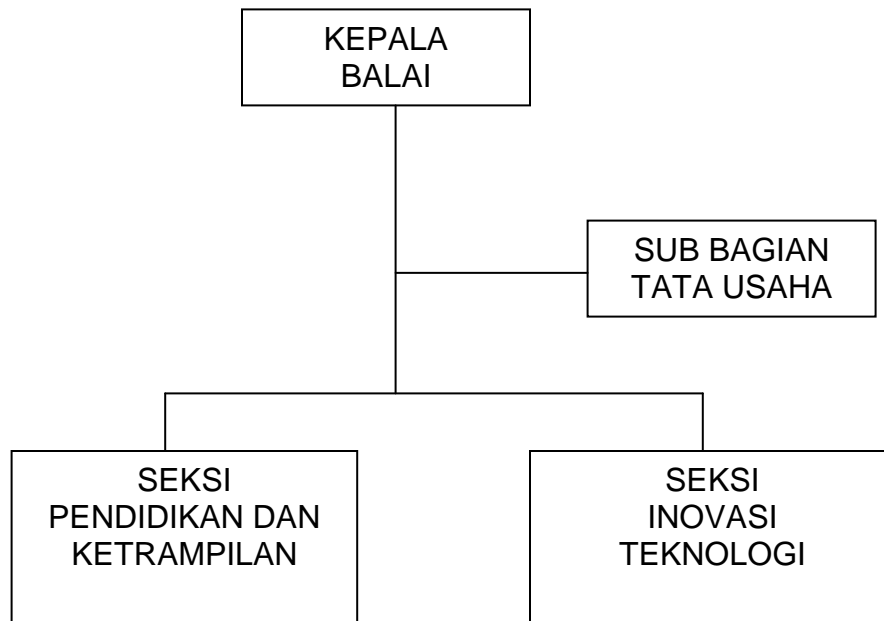 KEPALA
BALAI
SUB BAGIAN
TATA USAHA
SEKSI
PENDIDIKAN DAN
KETRAMPILAN
SEKSI
INOVASI
TEKNOLOGI